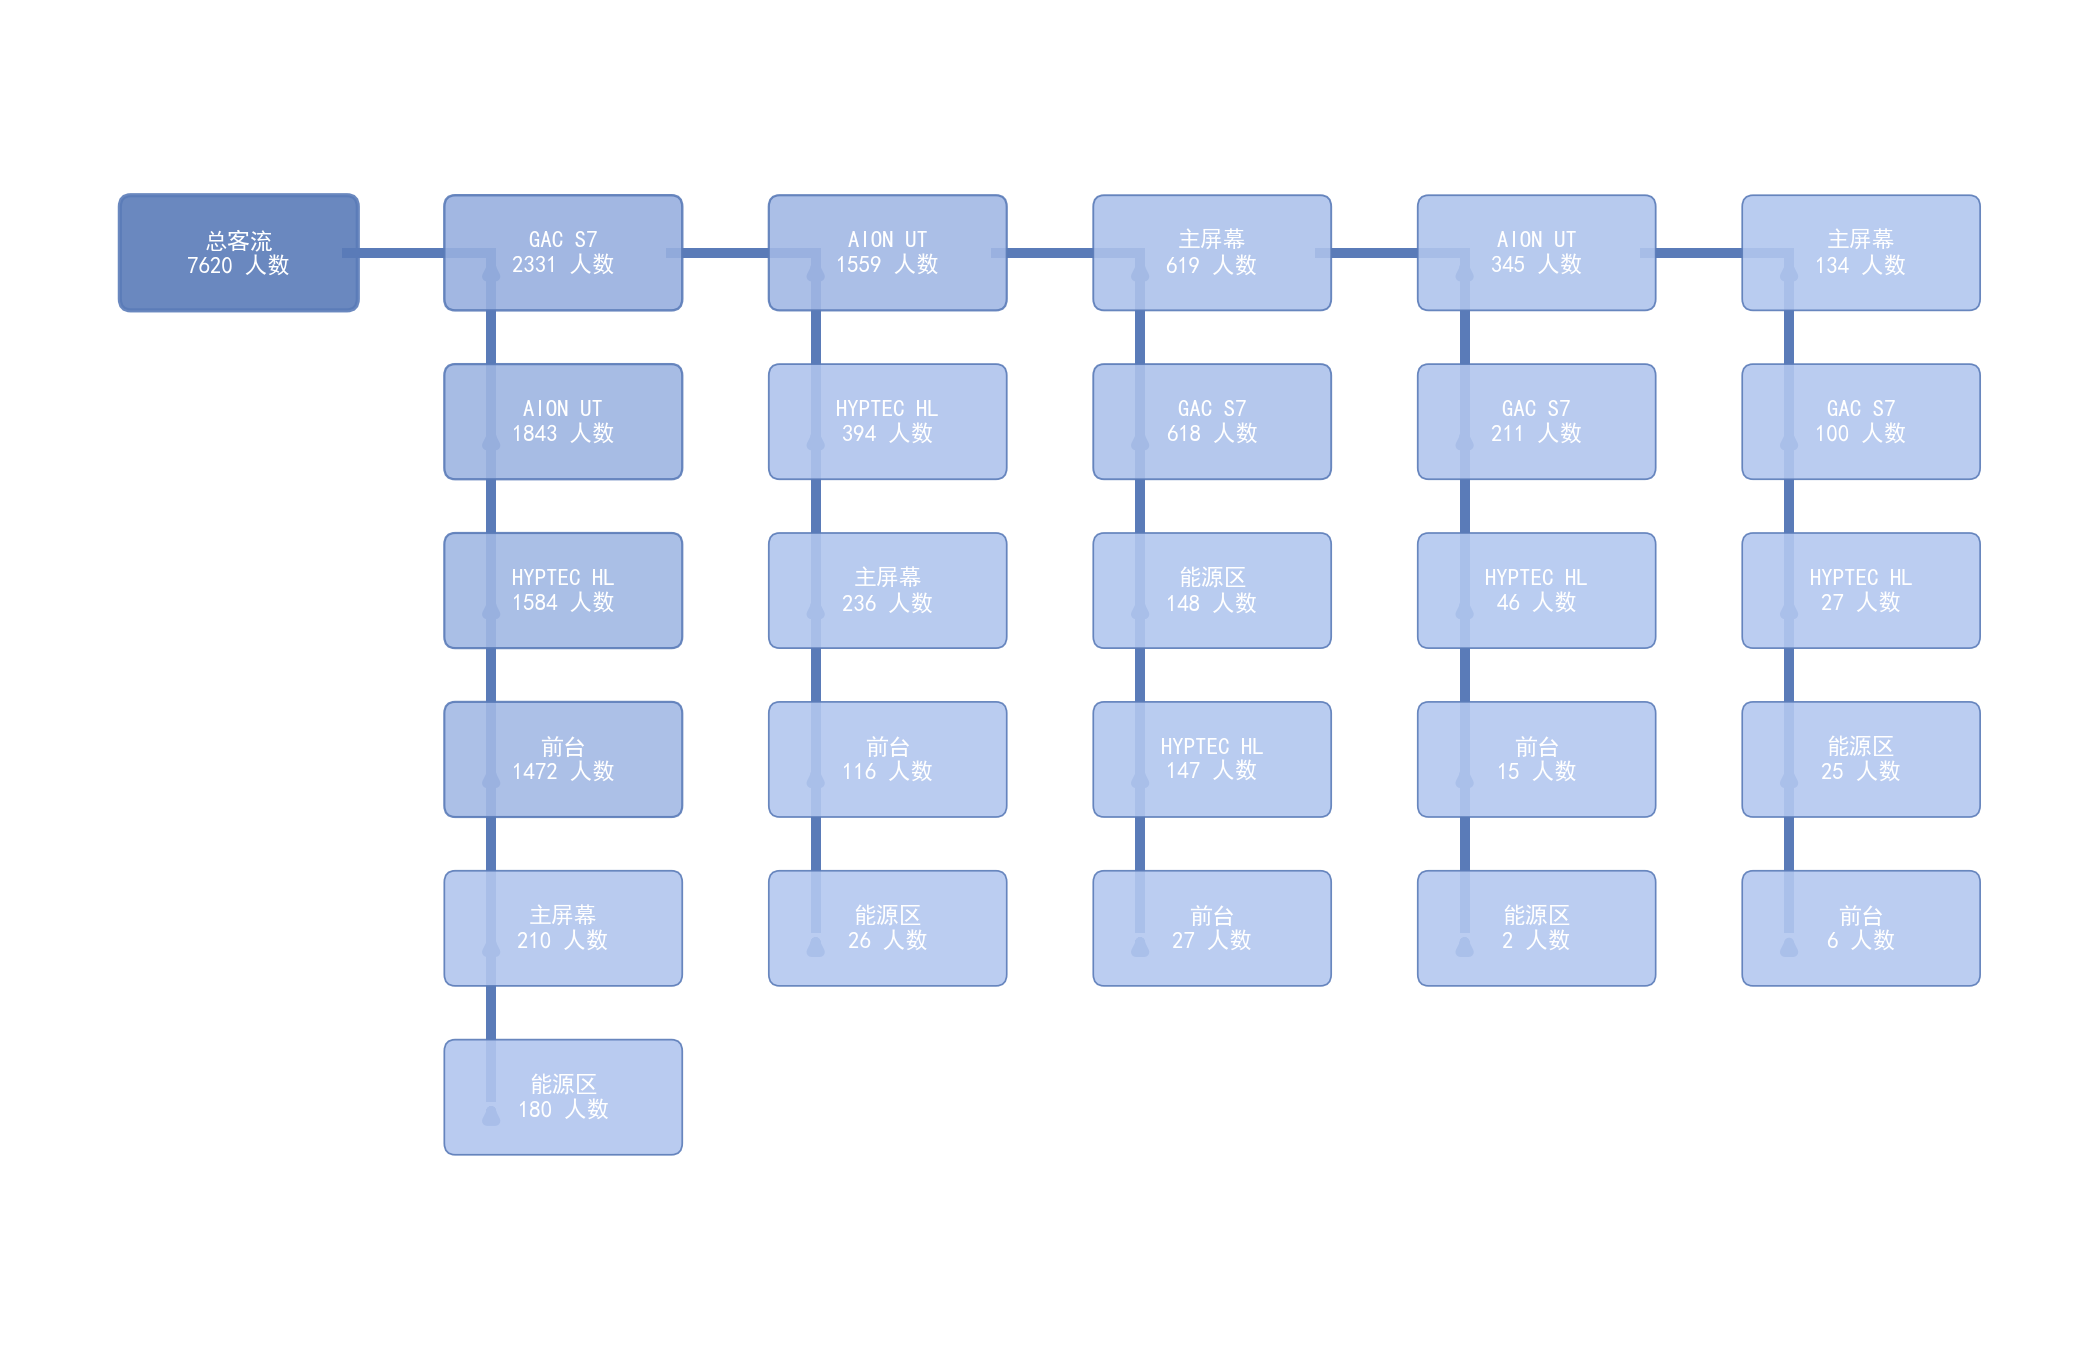 总客流
7620 人数
GAC S7
2331 人数
AION UT
1559 人数
主屏幕
619 人数
AION UT
345 人数
主屏幕
134 人数
AION UT
1843 人数
HYPTEC HL
394 人数
GAC S7
618 人数
GAC S7
211 人数
GAC S7
100 人数
HYPTEC HL
1584 人数
主屏幕
236 人数
能源区
148 人数
HYPTEC HL
46 人数
HYPTEC HL
27 人数
前台
1472 人数
前台
116 人数
HYPTEC HL
147 人数
前台
15 人数
能源区
25 人数
主屏幕
210 人数
能源区
26 人数
前台
27 人数
能源区
2 人数
前台
6 人数
能源区
180 人数